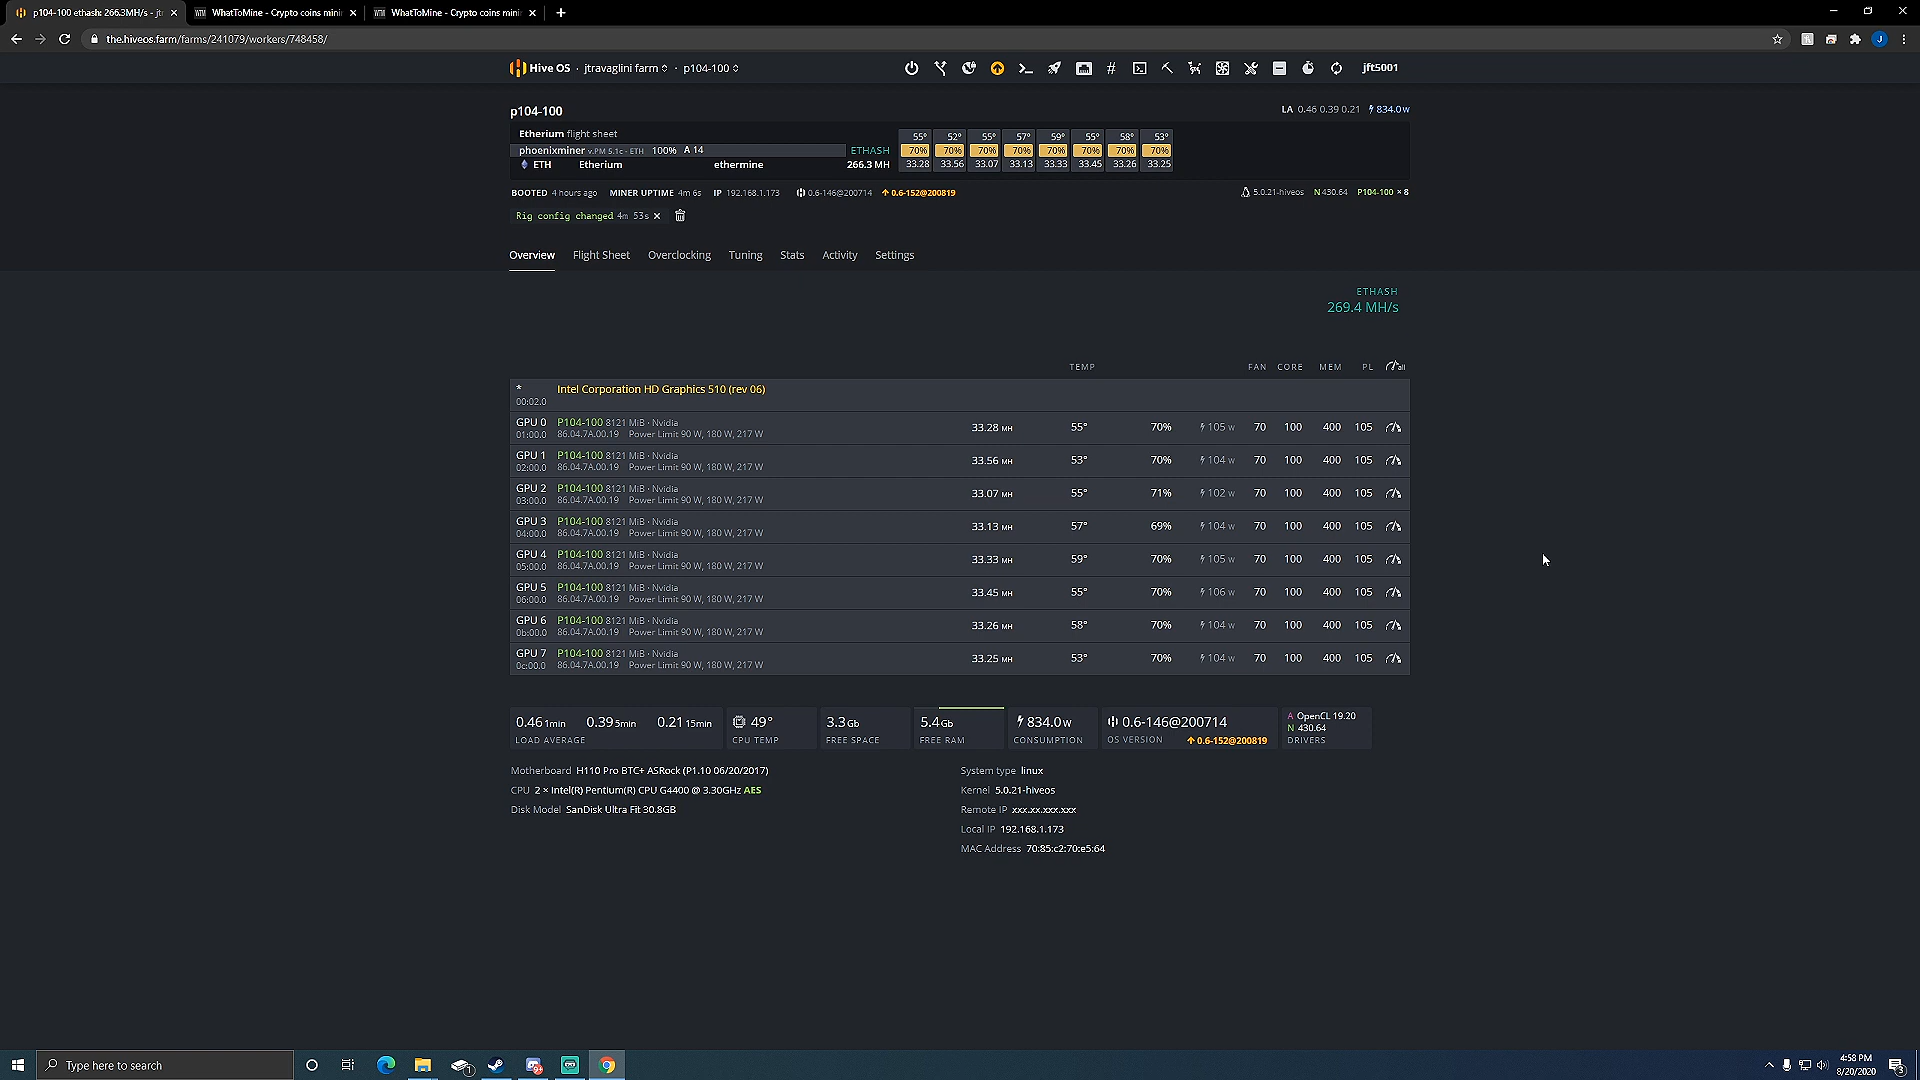 p104-100 ethash: 266.3MH/s - jt
WhatToMine - Crypto coins mini
WhatToMine - Crypto coins mini
the.hiveos.farm/farms/241079/workers/748458/
Hive OS · jtravaglini farm · p104-100
jft5001
p104-100
LA 0.46 0.39 0.21 834.0w
Etherium flight sheet
55° 52° 55° 57° 59° 55° 58° 53°
phoenixminer v.PM 5.1c - ETH 100% A 14 ETHASH
70% 70% 70% 70% 70% 70% 70% 70%
ETH Etherium ethermine 266.3 MH
33.28 33.56 33.07 33.13 33.33 33.45 33.26 33.25
BOOTED 4 hours ago MINER UPTIME 4m 6s IP 192.168.1.173 0.6-146@200714 0.6-152@200819
5.0.21-hiveos N 430.64 P104-100 × 8
Rig config changed 4m 53s ×
Overview Flight Sheet Overclocking Tuning Stats Activity Settings
ETHASH
269.4 MH/s
TEMP FAN CORE MEM PL all
* Intel Corporation HD Graphics 510 (rev 06)
00:02.0
GPU 0 P104-100 8121 MiB · Nvidia
01:00.0 86.04.7A.00.19 Power Limit 90 W, 180 W, 217 W
33.28 MH 55° 70% 105 w 70 100 400 105
GPU 1 P104-100 8121 MiB · Nvidia
02:00.0 86.04.7A.00.19 Power Limit 90 W, 180 W, 217 W
33.56 MH 53° 70% 104 w 70 100 400 105
GPU 2 P104-100 8121 MiB · Nvidia
03:00.0 86.04.7A.00.19 Power Limit 90 W, 180 W, 217 W
33.07 MH 55° 71% 102 w 70 100 400 105
GPU 3 P104-100 8121 MiB · Nvidia
04:00.0 86.04.7A.00.19 Power Limit 90 W, 180 W, 217 W
33.13 MH 57° 69% 104 w 70 100 400 105
GPU 4 P104-100 8121 MiB · Nvidia
05:00.0 86.04.7A.00.19 Power Limit 90 W, 180 W, 217 W
33.33 MH 59° 70% 105 w 70 100 400 105
GPU 5 P104-100 8121 MiB · Nvidia
06:00.0 86.04.7A.00.19 Power Limit 90 W, 180 W, 217 W
33.45 MH 55° 70% 106 w 70 100 400 105
GPU 6 P104-100 8121 MiB · Nvidia
0b:00.0 86.04.7A.00.19 Power Limit 90 W, 180 W, 217 W
33.26 MH 58° 70% 104 w 70 100 400 105
GPU 7 P104-100 8121 MiB · Nvidia
0c:00.0 86.04.7A.00.19 Power Limit 90 W, 180 W, 217 W
33.25 MH 53° 70% 104 w 70 100 400 105
0.46 1min 0.39 5min 0.21 15min
LOAD AVERAGE
49°
CPU TEMP
3.3Gb
FREE SPACE
5.4Gb
FREE RAM
834.0w
CONSUMPTION
0.6-146@200714
OS VERSION 0.6-152@200819
A OpenCL 19.20
N 430.64
DRIVERS
Motherboard H110 Pro BTC+ ASRock (P1.10 06/20/2017)
CPU 2 × Intel(R) Pentium(R) CPU G4400 @ 3.30GHz AES
Disk Model SanDisk Ultra Fit 30.8GB
System type linux
Kernel 5.0.21-hiveos
Remote IP xxx.xx.xxx.xxx
Local IP 192.168.1.173
MAC Address 70:85:c2:70:e5:64
Type here to search
4:58 PM
8/20/2020